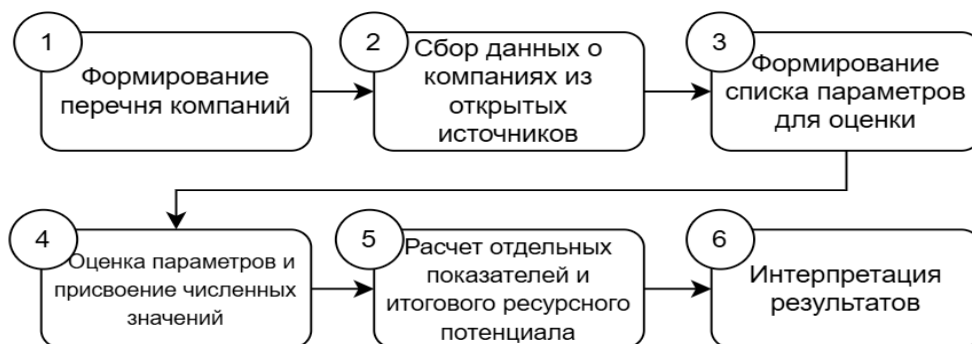 1
Формирование
перечня компаний
2
Сбор данных о
компаниях из
открытых
источников
3
Формирование
списка параметров
для оценки
4
Оценка параметров и
присвоение численных
значений
5
Расчет отдельных
показателей и
итогового ресурсного
потенциала
6
Интерпретация
результатов